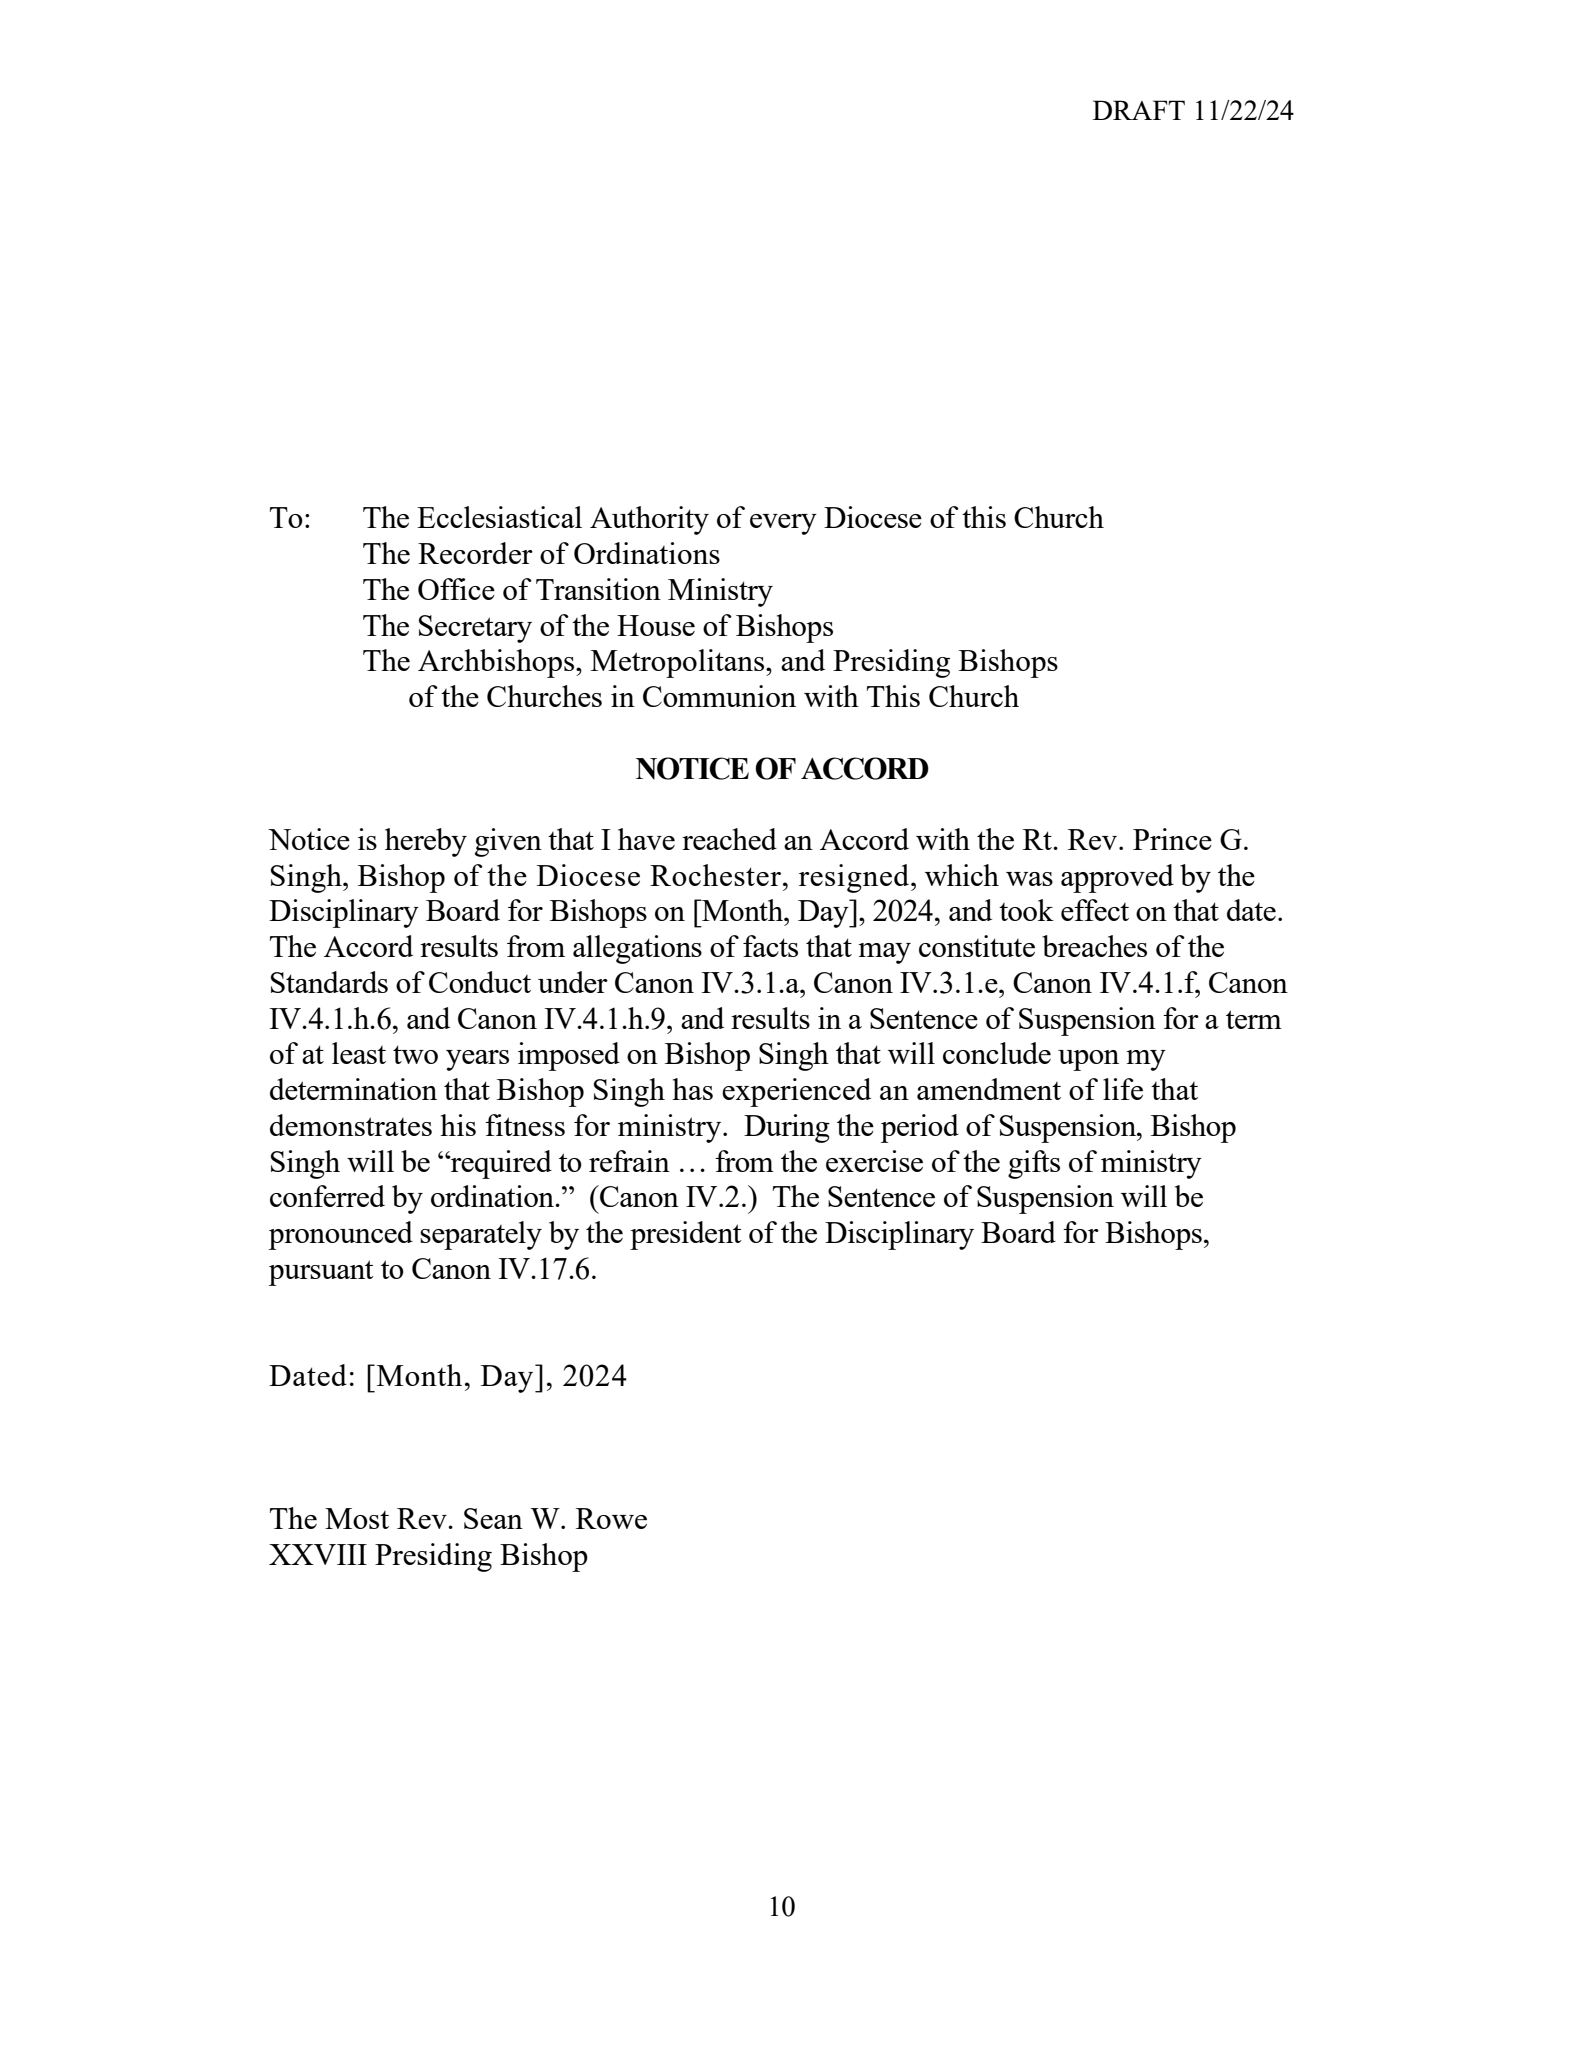 DRAFT 11/22/24
To: The Ecclesiastical Authority of every Diocese of this Church
The Recorder of Ordinations
The Office of Transition Ministry
The Secretary of the House of Bishops
The Archbishops, Metropolitans, and Presiding Bishops
of the Churches in Communion with This Church
NOTICE OF ACCORD
Notice is hereby given that I have reached an Accord with the Rt. Rev. Prince G.
Singh, Bishop of the Diocese Rochester, resigned, which was approved by the
Disciplinary Board for Bishops on [Month, Day], 2024, and took effect on that date.
The Accord results from allegations of facts that may constitute breaches of the
Standards of Conduct under Canon IV.3.1.a, Canon IV.3.1.e, Canon IV.4.1.f, Canon
IV.4.1.h.6, and Canon IV.4.1.h.9, and results in a Sentence of Suspension for a term
of at least two years imposed on Bishop Singh that will conclude upon my
determination that Bishop Singh has experienced an amendment of life that
demonstrates his fitness for ministry.  During the period of Suspension, Bishop
Singh will be “required to refrain … from the exercise of the gifts of ministry
conferred by ordination.”  (Canon IV.2.)  The Sentence of Suspension will be
pronounced separately by the president of the Disciplinary Board for Bishops,
pursuant to Canon IV.17.6.
Dated: [Month, Day], 2024
The Most Rev. Sean W. Rowe
XXVIII Presiding Bishop
10